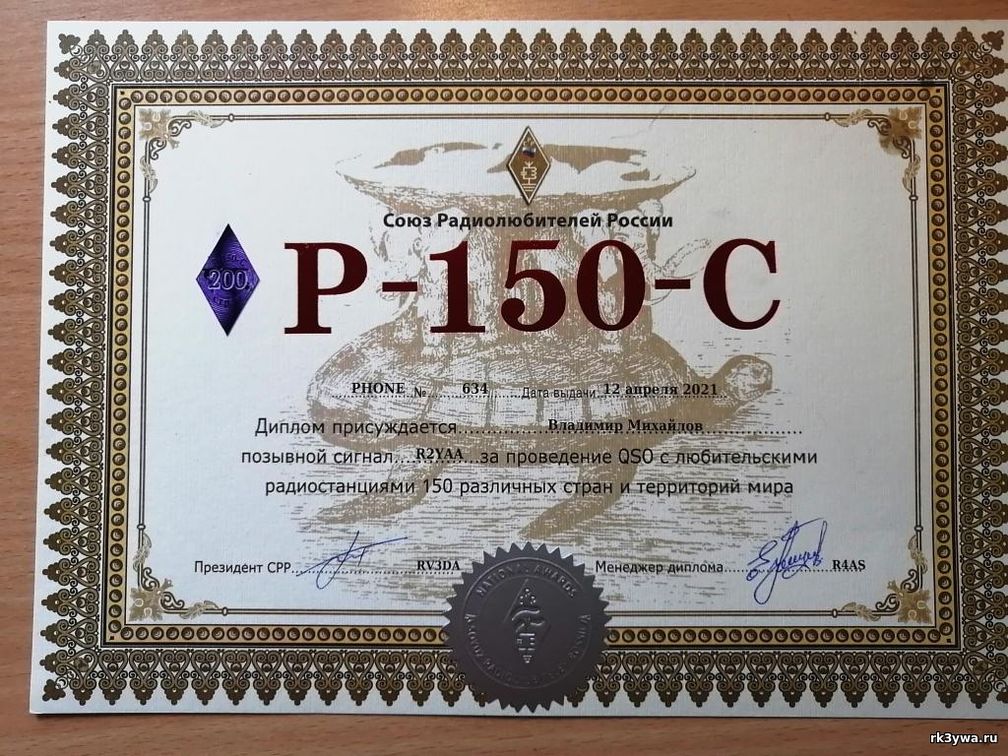 Союз Радиолюбителей России
200
Р-150-С
PHONE № 634 Дата выдачи: 12 апреля 2021
Диплом присуждается Владимир Михайлов
позывной сигнал R2YAA за проведение QSO с любительскими
радиостанциями 150 различных стран и территорий мира
Президент СРР RV3DA Менеджер диплома R4AS
NATIONAL AWARDS
rk3ywa.ru